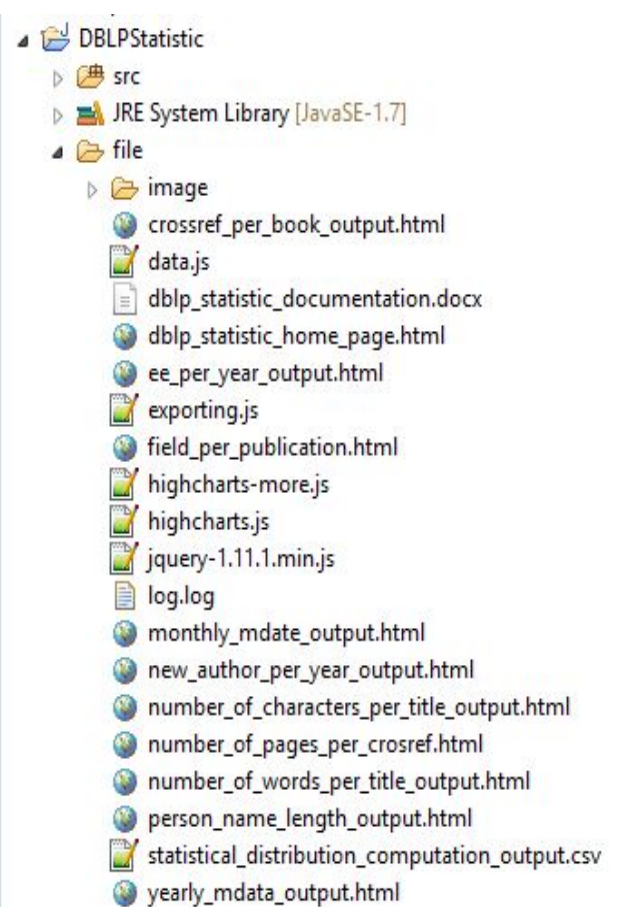 DBLPStatistic
src
JRE System Library [JavaSE-1.7]
file
image
crossref_per_book_output.html
data.js
dblp_statistic_documentation.docx
dblp_statistic_home_page.html
ee_per_year_output.html
exporting.js
field_per_publication.html
highcharts-more.js
highcharts.js
jquery-1.11.1.min.js
log.log
monthly_mdate_output.html
new_author_per_year_output.html
number_of_characters_per_title_output.html
number_of_pages_per_crosref.html
number_of_words_per_title_output.html
person_name_length_output.html
statistical_distribution_computation_output.csv
yearly_mdata_output.html